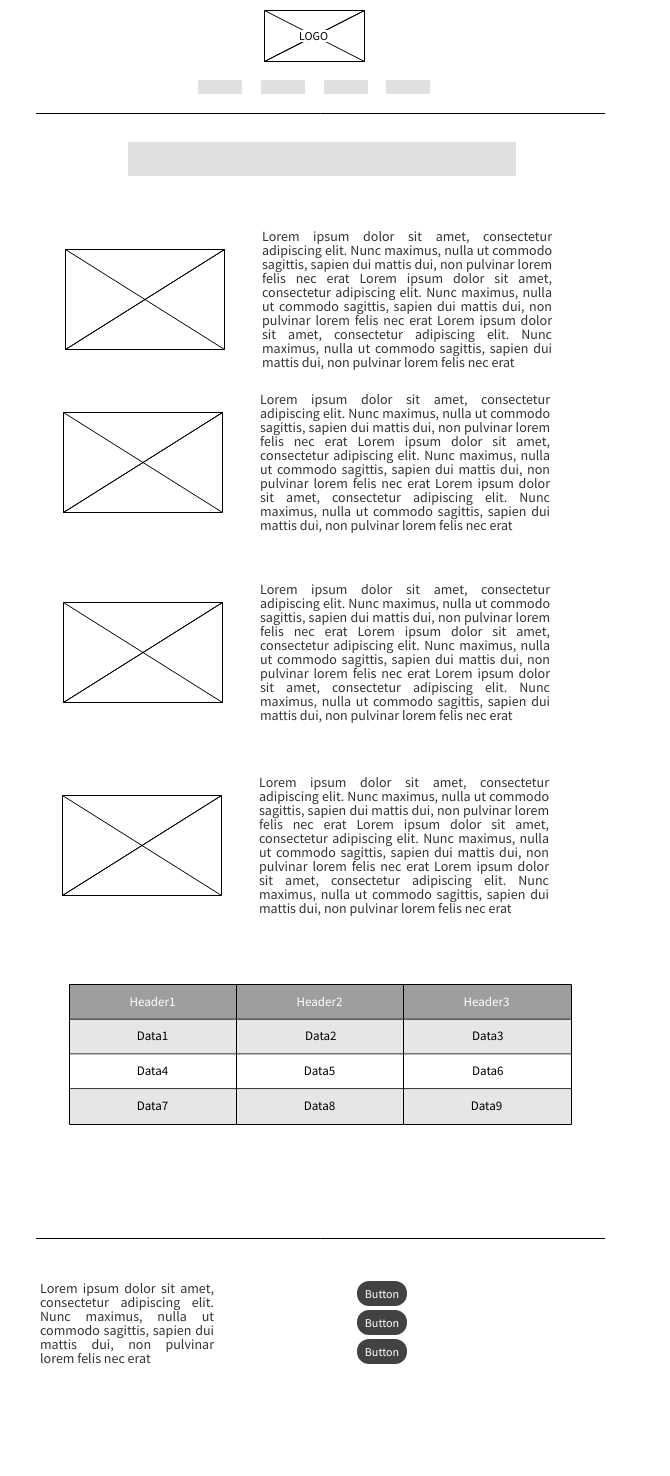 LOGO
Lorem ipsum dolor sit amet, consectetur
adipiscing elit. Nunc maximus, nulla ut commodo
sagittis, sapien dui mattis dui, non pulvinar lorem
felis nec erat Lorem ipsum dolor sit amet,
consectetur adipiscing elit. Nunc maximus, nulla
ut commodo sagittis, sapien dui mattis dui, non
pulvinar lorem felis nec erat Lorem ipsum dolor
sit amet, consectetur adipiscing elit. Nunc
maximus, nulla ut commodo sagittis, sapien dui
mattis dui, non pulvinar lorem felis nec erat
Lorem ipsum dolor sit amet, consectetur
adipiscing elit. Nunc maximus, nulla ut commodo
sagittis, sapien dui mattis dui, non pulvinar lorem
felis nec erat Lorem ipsum dolor sit amet,
consectetur adipiscing elit. Nunc maximus, nulla
ut commodo sagittis, sapien dui mattis dui, non
pulvinar lorem felis nec erat Lorem ipsum dolor
sit amet, consectetur adipiscing elit. Nunc
maximus, nulla ut commodo sagittis, sapien dui
mattis dui, non pulvinar lorem felis nec erat
Lorem ipsum dolor sit amet, consectetur
adipiscing elit. Nunc maximus, nulla ut commodo
sagittis, sapien dui mattis dui, non pulvinar lorem
felis nec erat Lorem ipsum dolor sit amet,
consectetur adipiscing elit. Nunc maximus, nulla
ut commodo sagittis, sapien dui mattis dui, non
pulvinar lorem felis nec erat Lorem ipsum dolor
sit amet, consectetur adipiscing elit. Nunc
maximus, nulla ut commodo sagittis, sapien dui
mattis dui, non pulvinar lorem felis nec erat
Lorem ipsum dolor sit amet, consectetur
adipiscing elit. Nunc maximus, nulla ut commodo
sagittis, sapien dui mattis dui, non pulvinar lorem
felis nec erat Lorem ipsum dolor sit amet,
consectetur adipiscing elit. Nunc maximus, nulla
ut commodo sagittis, sapien dui mattis dui, non
pulvinar lorem felis nec erat Lorem ipsum dolor
sit amet, consectetur adipiscing elit. Nunc
maximus, nulla ut commodo sagittis, sapien dui
mattis dui, non pulvinar lorem felis nec erat
Header1 Header2 Header3
Data1 Data2 Data3
Data4 Data5 Data6
Data7 Data8 Data9
Lorem ipsum dolor sit amet,
consectetur adipiscing elit.
Nunc maximus, nulla ut
commodo sagittis, sapien dui
mattis dui, non pulvinar
lorem felis nec erat
Button
Button
Button